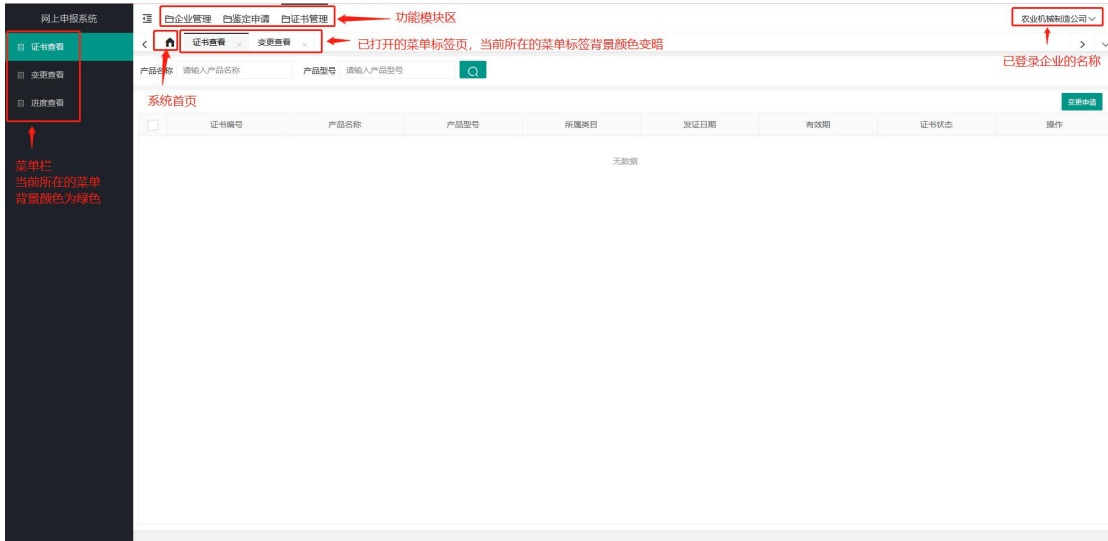 网上申报系统
企业管理 鉴定申请 证书管理
功能模块区
农业机械制造公司
证书查看
证书查看 变更查看
已打开的菜单标签页，当前所在的菜单标签背景颜色变暗
已登录企业的名称
变更查看
产品名称 请输入产品名称 产品型号 请输入产品型号
进度查看
系统首页
变更申请
证书编号 产品名称 产品型号 所属类目 发证日期 有效期 证书状态 操作
无数据
菜单栏
当前所在的菜单
背景颜色为绿色